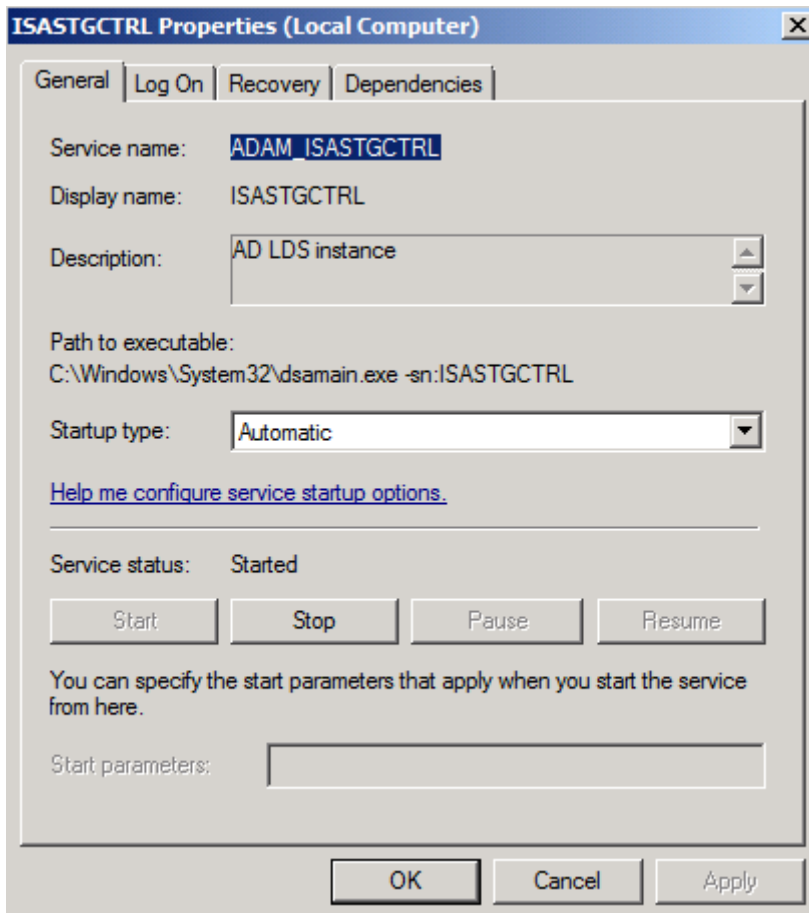 ISASTGCTRL Properties (Local Computer)
General Log On Recovery Dependencies
Service name: ADAM_ISASTGCTRL
Display name: ISASTGCTRL
Description: AD LDS instance
Path to executable:
C:\Windows\System32\dsamain.exe -sn:ISASTGCTRL
Startup type: Automatic
Help me configure service startup options.
Service status: Started
Start Stop Pause Resume
You can specify the start parameters that apply when you start the service
from here.
Start parameters:
OK Cancel Apply